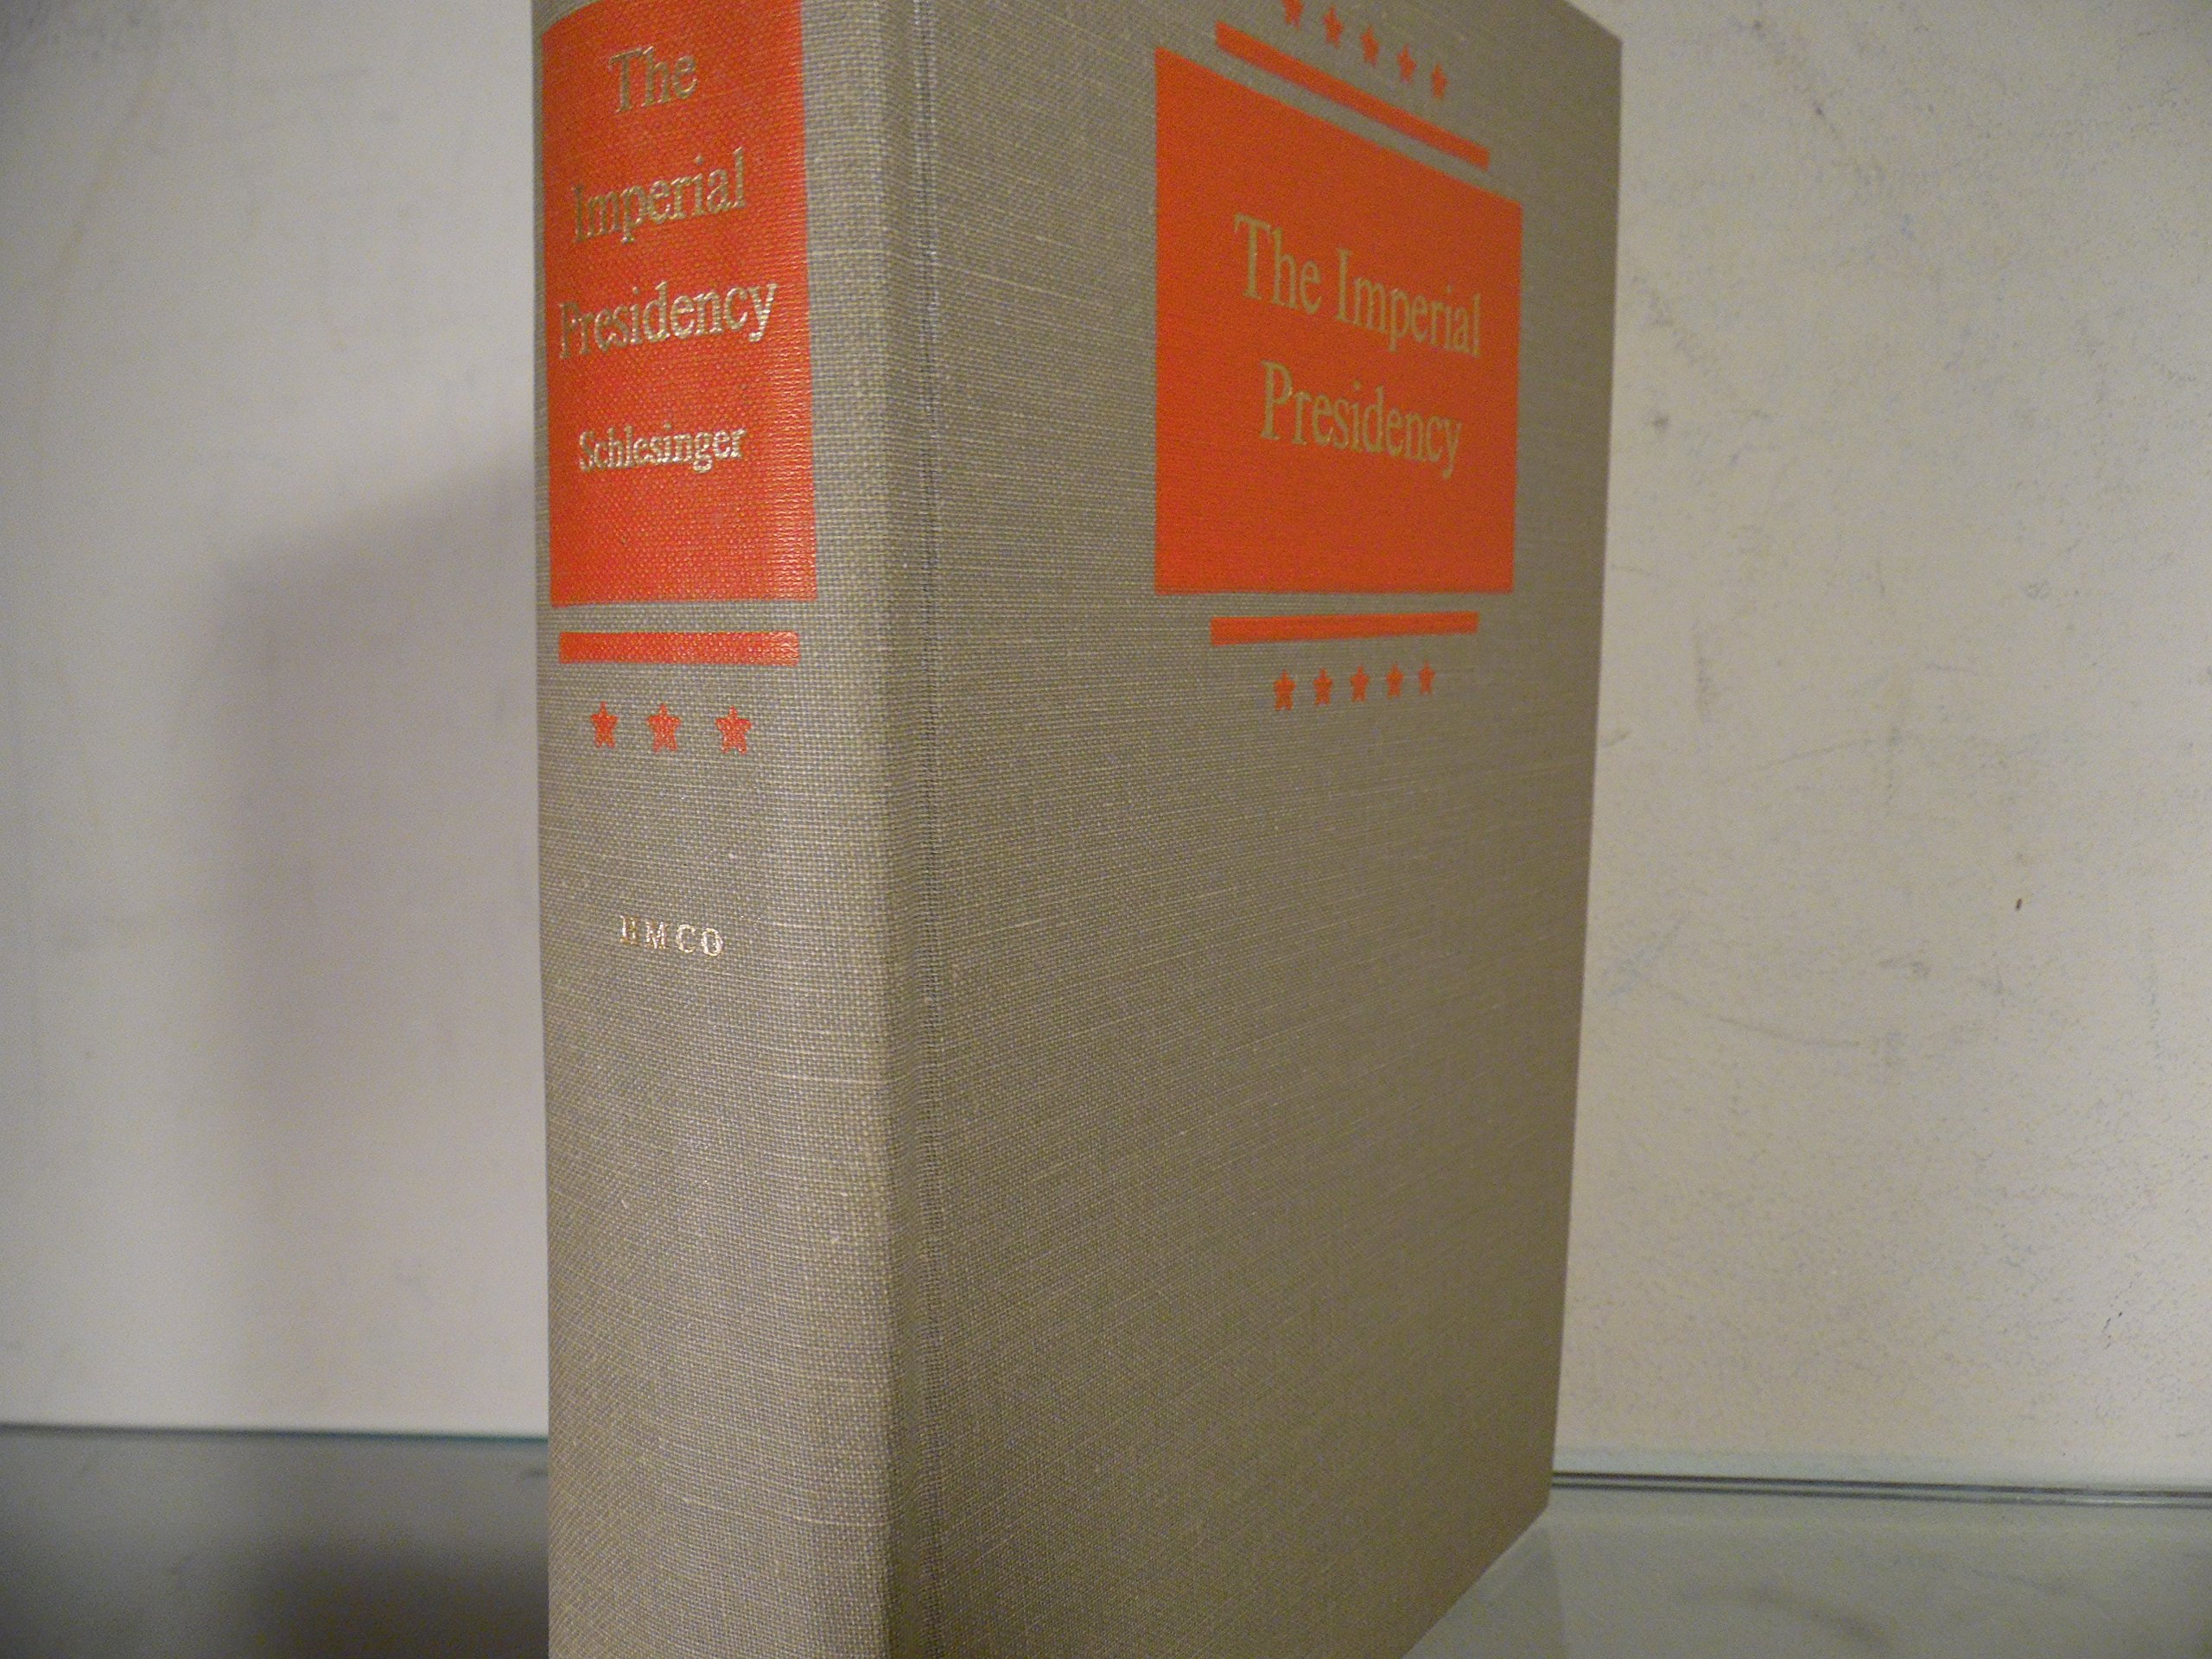 The
Imperial
Presidency
Schlesinger
HMCO
The Imperial
Presidency